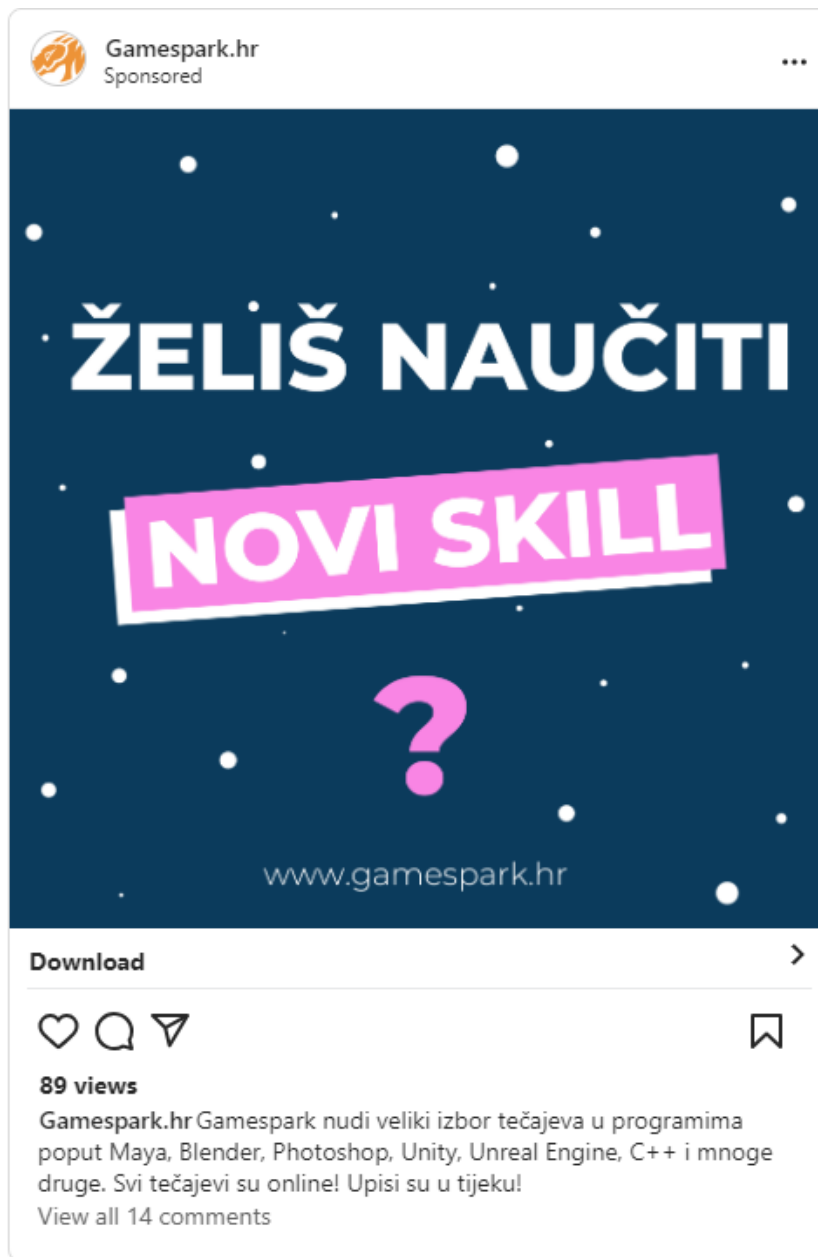 Gamespark.hr
Sponsored
ŽELIŠ NAUČITI
NOVI SKILL
?
www.gamespark.hr
Download
89 views
Gamespark.hr Gamespark nudi veliki izbor tečajeva u programima
poput Maya, Blender, Photoshop, Unity, Unreal Engine, C++ i mnoge
druge. Svi tečajevi su online! Upisi su u tijeku!
View all 14 comments